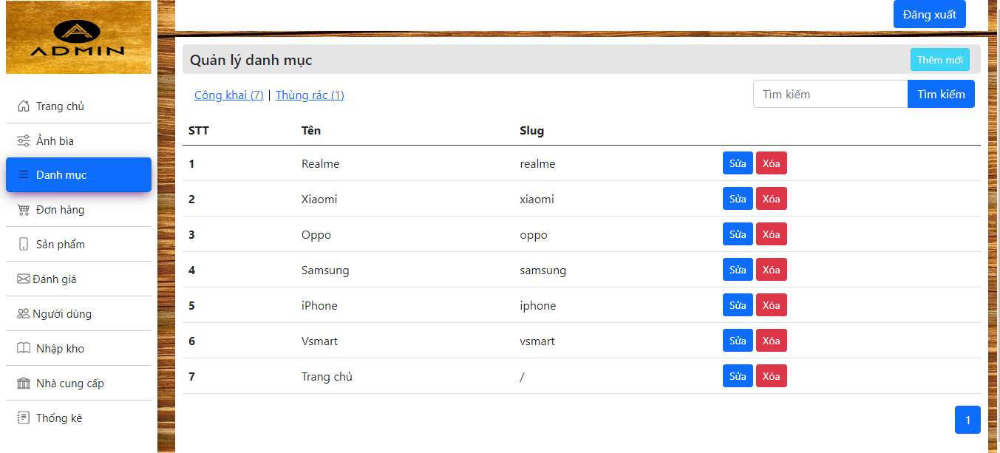 ADMIN
Trang chủ
Ảnh bìa
Danh mục
Đơn hàng
Sản phẩm
Đánh giá
Người dùng
Nhập kho
Nhà cung cấp
Thống kê
Đăng xuất
Quản lý danh mục Thêm mới
Công khai (7) | Thùng rác (1) Tìm kiếm Tìm kiếm
STT Tên Slug
1 Realme realme Sửa Xóa
2 Xiaomi xiaomi Sửa Xóa
3 Oppo oppo Sửa Xóa
4 Samsung samsung Sửa Xóa
5 iPhone iphone Sửa Xóa
6 Vsmart vsmart Sửa Xóa
7 Trang chủ / Sửa Xóa
1